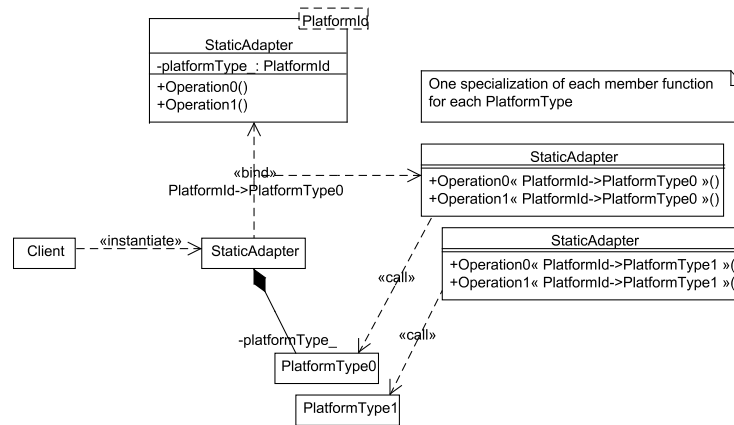 PlatformId
StaticAdapter
-platformType_: PlatformId
+Operation0()
+Operation1()
One specialization of each member function
for each PlatformType
«bind»
PlatformId->PlatformType0
StaticAdapter
+Operation0« PlatformId->PlatformType0 »()
+Operation1« PlatformId->PlatformType0 »()
Client
«instantiate»
StaticAdapter
StaticAdapter
+Operation0« PlatformId->PlatformType1 »(
+Operation1« PlatformId->PlatformType1 »(
«call»
«call»
-platformType_
PlatformType0
PlatformType1